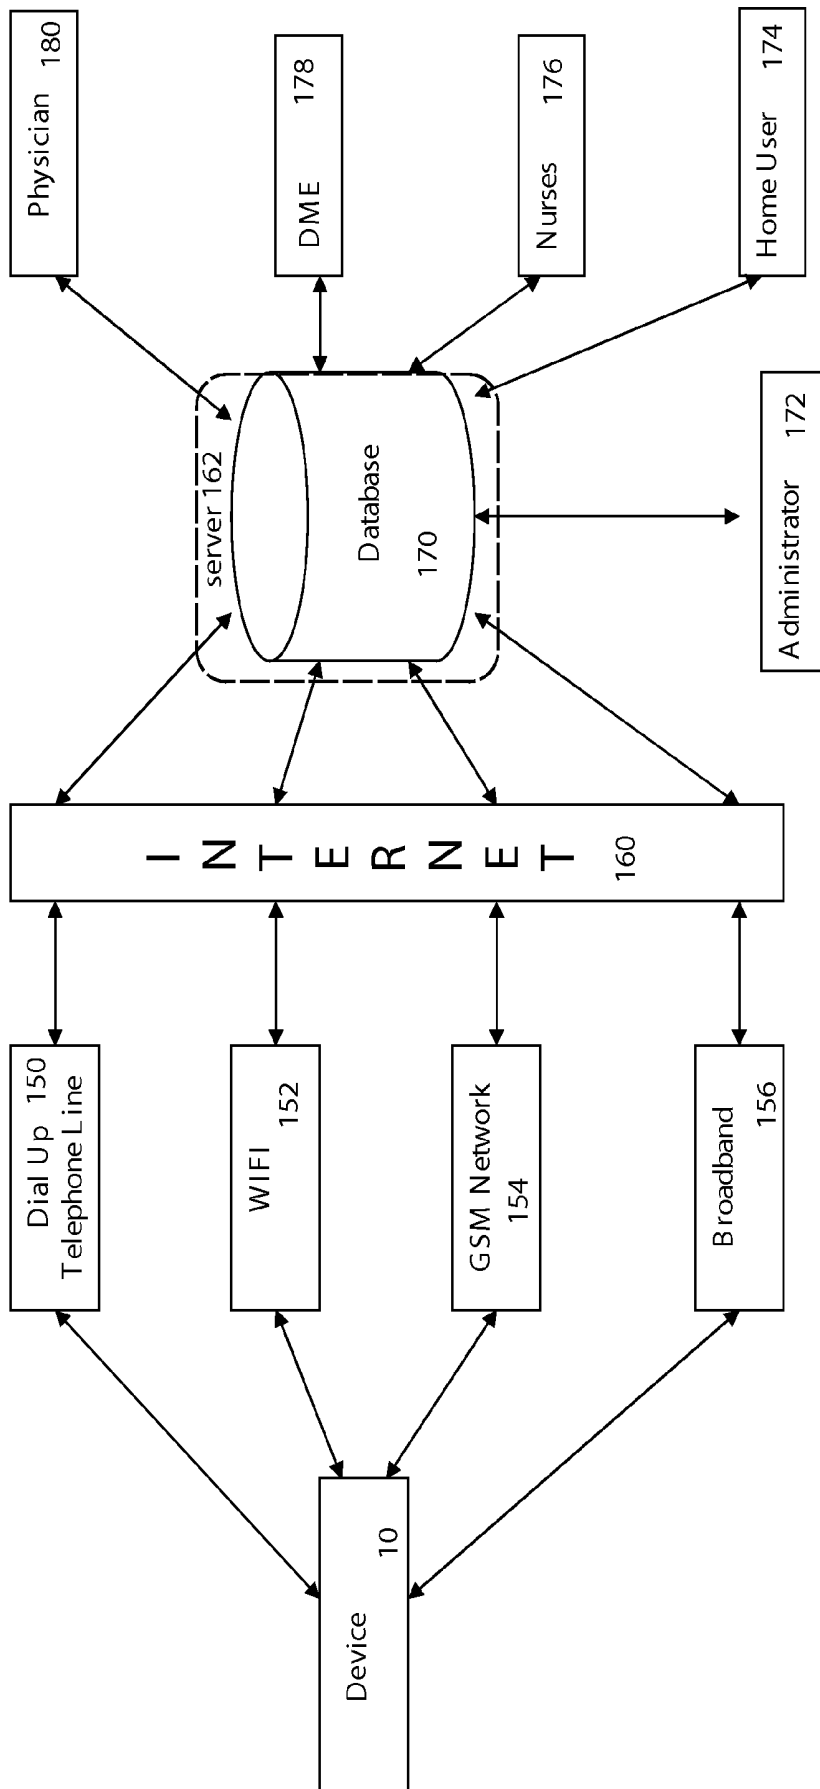 Device
10
Dial Up 150
Telephone Line
WIFI
152
GSM Network
154
Broadband
156
INTERNET
160
server 162
Database
170
Physician 180
DME 178
Nurses 176
Home User 174
Administrator 172